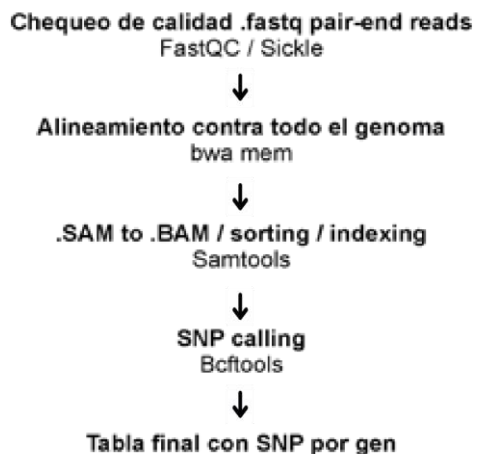 Chequeo de calidad .fastq pair-end reads
FastQC / Sickle
Alineamiento contra todo el genoma
bwa mem
.SAM to .BAM / sorting / indexing
Samtools
SNP calling
Bcftools
Tabla final con SNP por gen